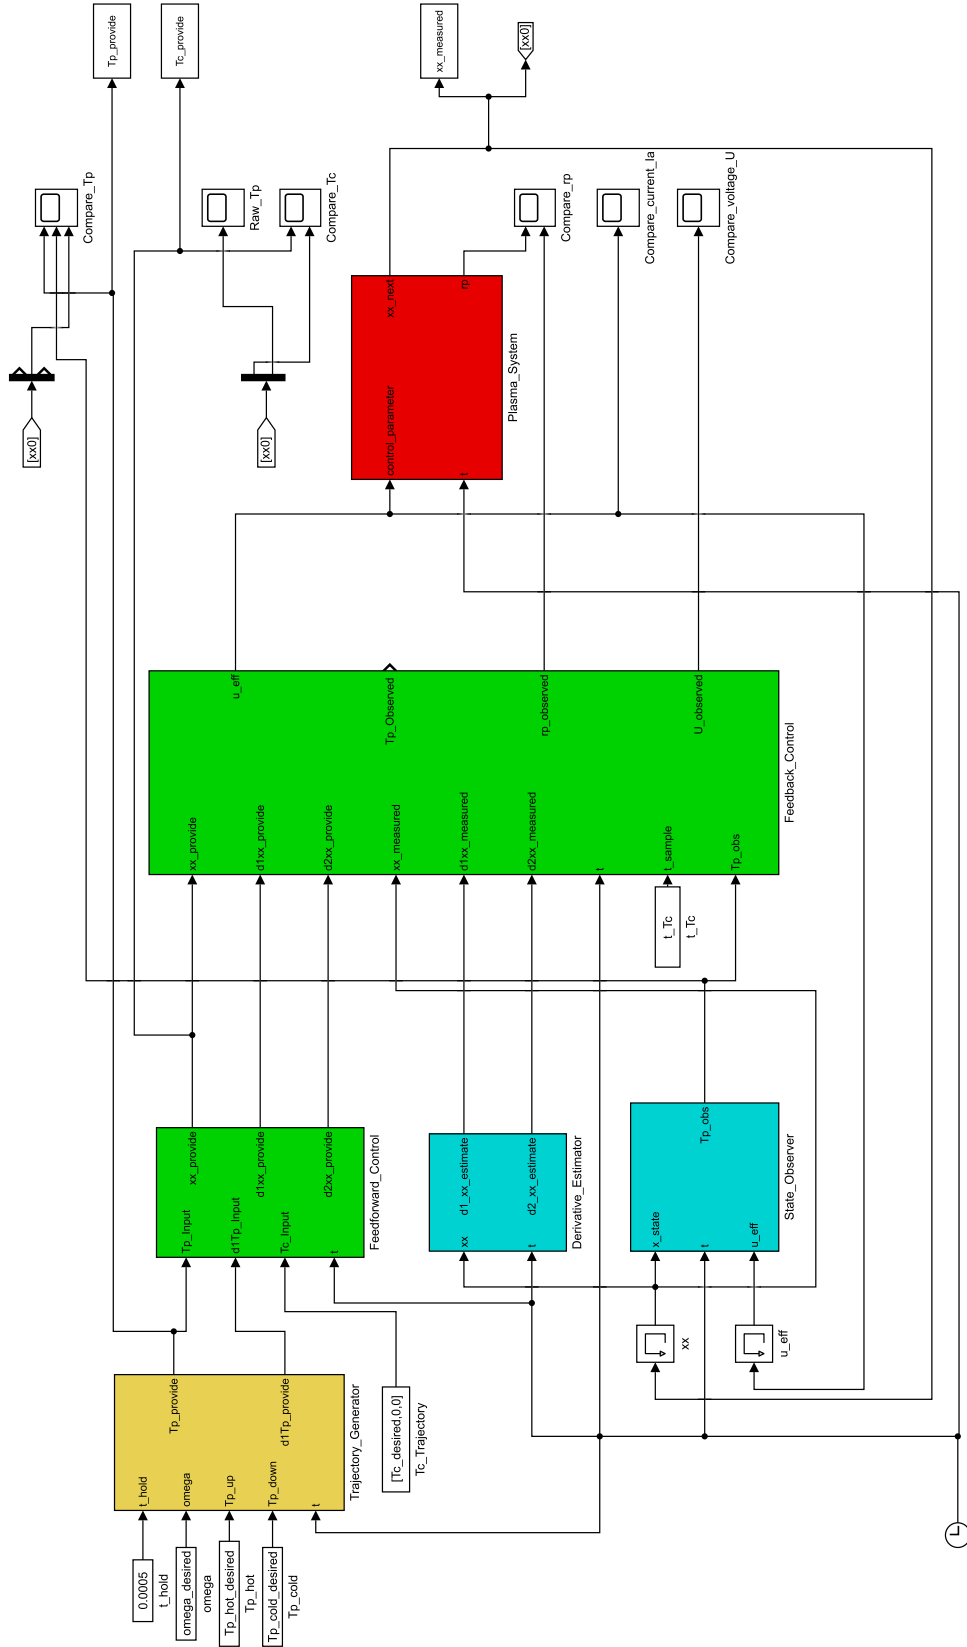 0.0005
t_hold
omega_desired
omega
Tp_hot_desired
Tp_hot
Tp_cold_desired
Tp_cold
t_hold
omega
Tp_up
Tp_down
t
Tp_provide
d1Tp_provide
Trajectory_Generator
[Tc_desired,0,0]
Tc_Trajectory
Tp_Input
d1Tp_Input
Tc_Input
t
xx_provide
d1xx_provide
d2xx_provide
Feedforward_Control
xx
t
d1_xx_estimate
d2_xx_estimate
Derivative_Estimator
xx
u_eff
x_state
t
u_eff
Tp_obs
State_Observer
t_Tc
t_Tc
xx_provide
d1xx_provide
d2xx_provide
xx_measured
d1xx_measured
d2xx_measured
t
t_sample
Tp_obs
u_eff
Tp_Observed
rp_observed
U_observed
Feedback_Control
[xx0]
[xx0]
control_parameter
t
xx_next
rp
Plasma_System
Compare_Tp
Raw_Tp
Compare_Tc
Compare_rp
Compare_current_Ia
Compare_voltage_U
Tp_provide
Tc_provide
xx_measured
[xx0]